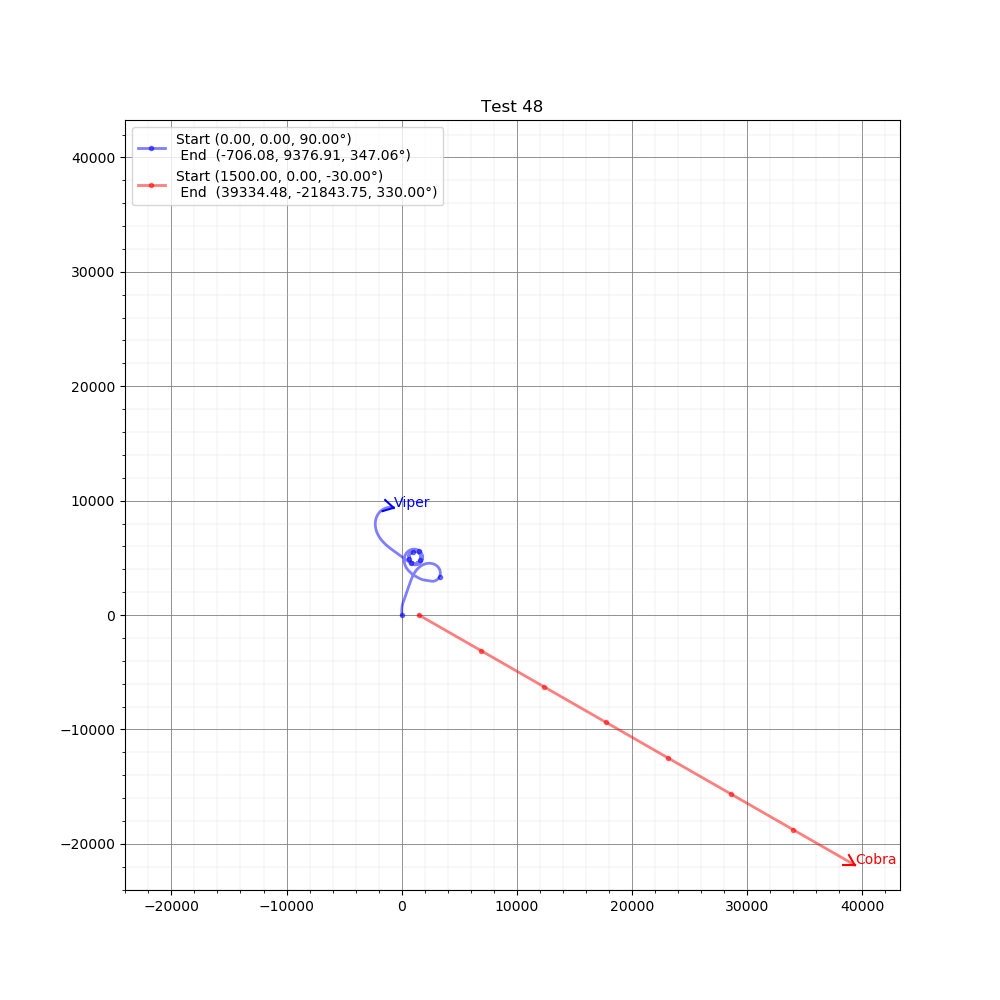 Test 48
Start (0.00, 0.00, 90.00°)
End (-706.08, 9376.91, 347.06°)
Start (1500.00, 0.00, -30.00°)
End (39334.48, -21843.75, 330.00°)
40000
30000
20000
10000
0
−10000
−20000
Viper
Cobra
−20000 −10000 0 10000 20000 30000 40000